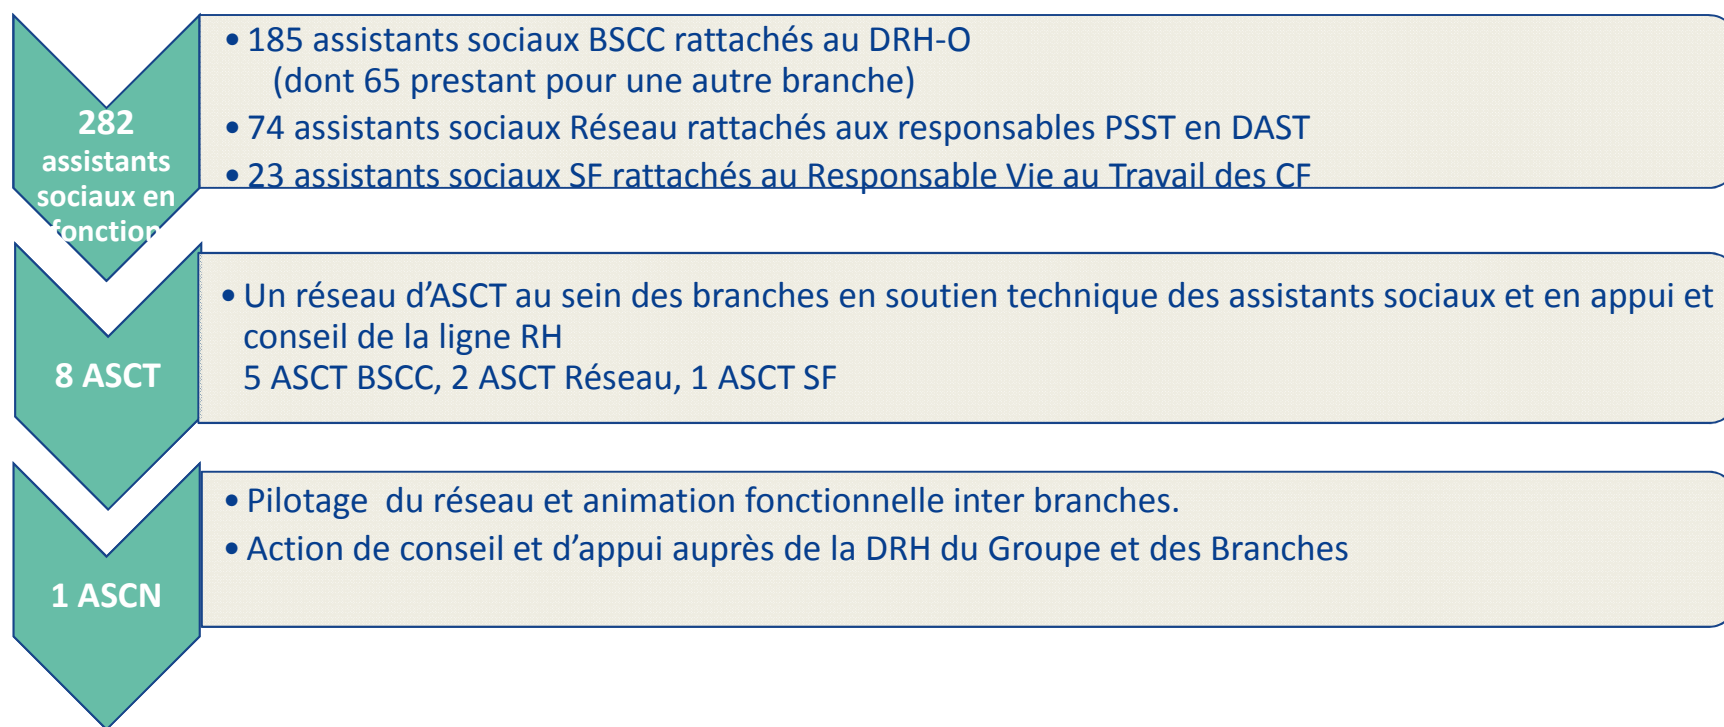 282
assistants
sociaux en
fonction
• 185 assistants sociaux BSCC rattachés au DRH-O
(dont 65 prestant pour une autre branche)
• 74 assistants sociaux Réseau rattachés aux responsables PSST en DAST
• 23 assistants sociaux SF rattachés au Responsable Vie au Travail des CF
8 ASCT
• Un réseau d’ASCT au sein des branches en soutien technique des assistants sociaux et en appui et
conseil de la ligne RH
5 ASCT BSCC, 2 ASCT Réseau, 1 ASCT SF
1 ASCN
• Pilotage du réseau et animation fonctionnelle inter branches.
• Action de conseil et d’appui auprès de la DRH du Groupe et des Branches